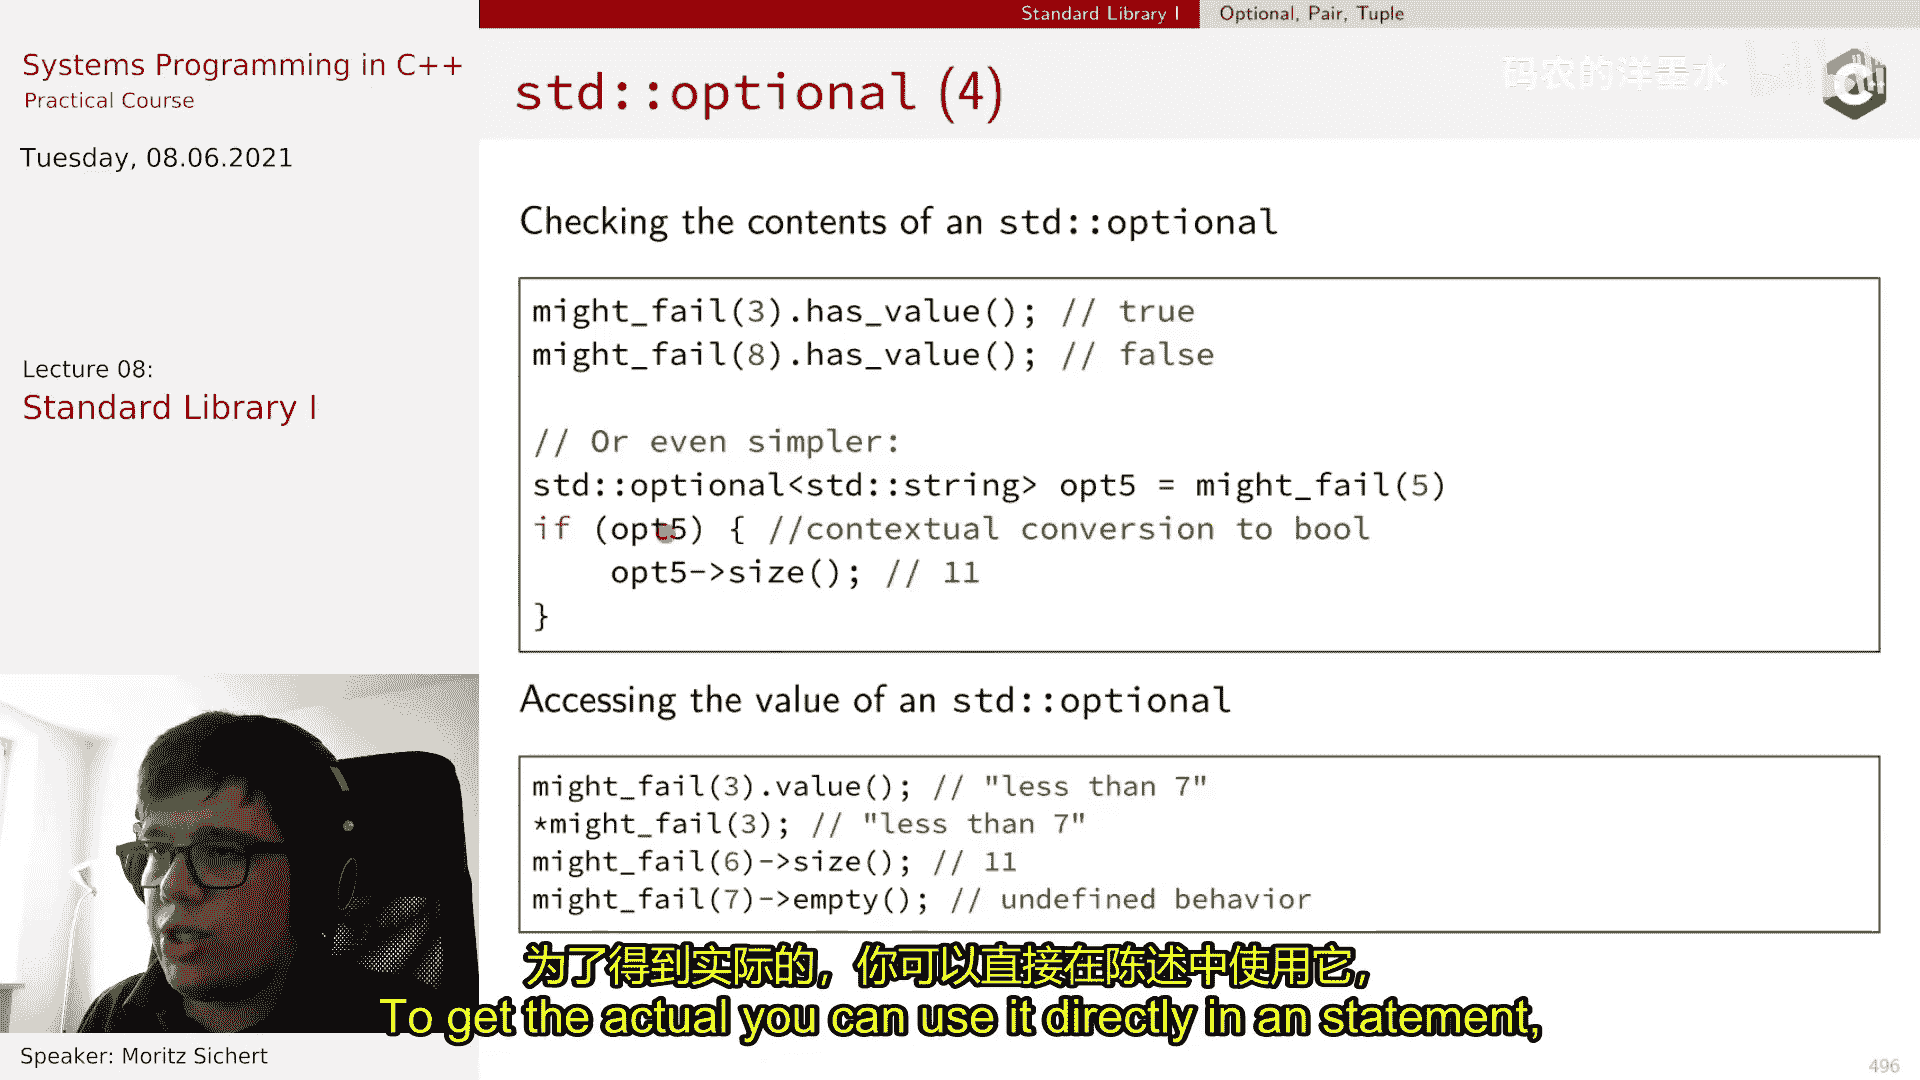 Standard Library I
Optional, Pair, Tuple
Systems Programming in C++
Practical Course
Tuesday, 08.06.2021
Lecture 08:
Standard Library I
std::optional (4)
码农的洋墨水
Checking the contents of an std::optional
might_fail(3).has_value(); // true
might_fail(8).has_value(); // false
// Or even simpler:
std::optional<std::string> opt5 = might_fail(5)
if (opt5) { //contextual conversion to bool
opt5->size(); // 11
}
Accessing the value of an std::optional
might_fail(3).value(); // "less than 7"
*might_fail(3); // "less than 7"
might_fail(6)->size(); // 11
might_fail(7)->empty(); // undefined behavior
为了得到实际的，你可以直接在陈述中使用它，
To get the actual you can use it directly in an statement,
Speaker: Moritz Sichert
496